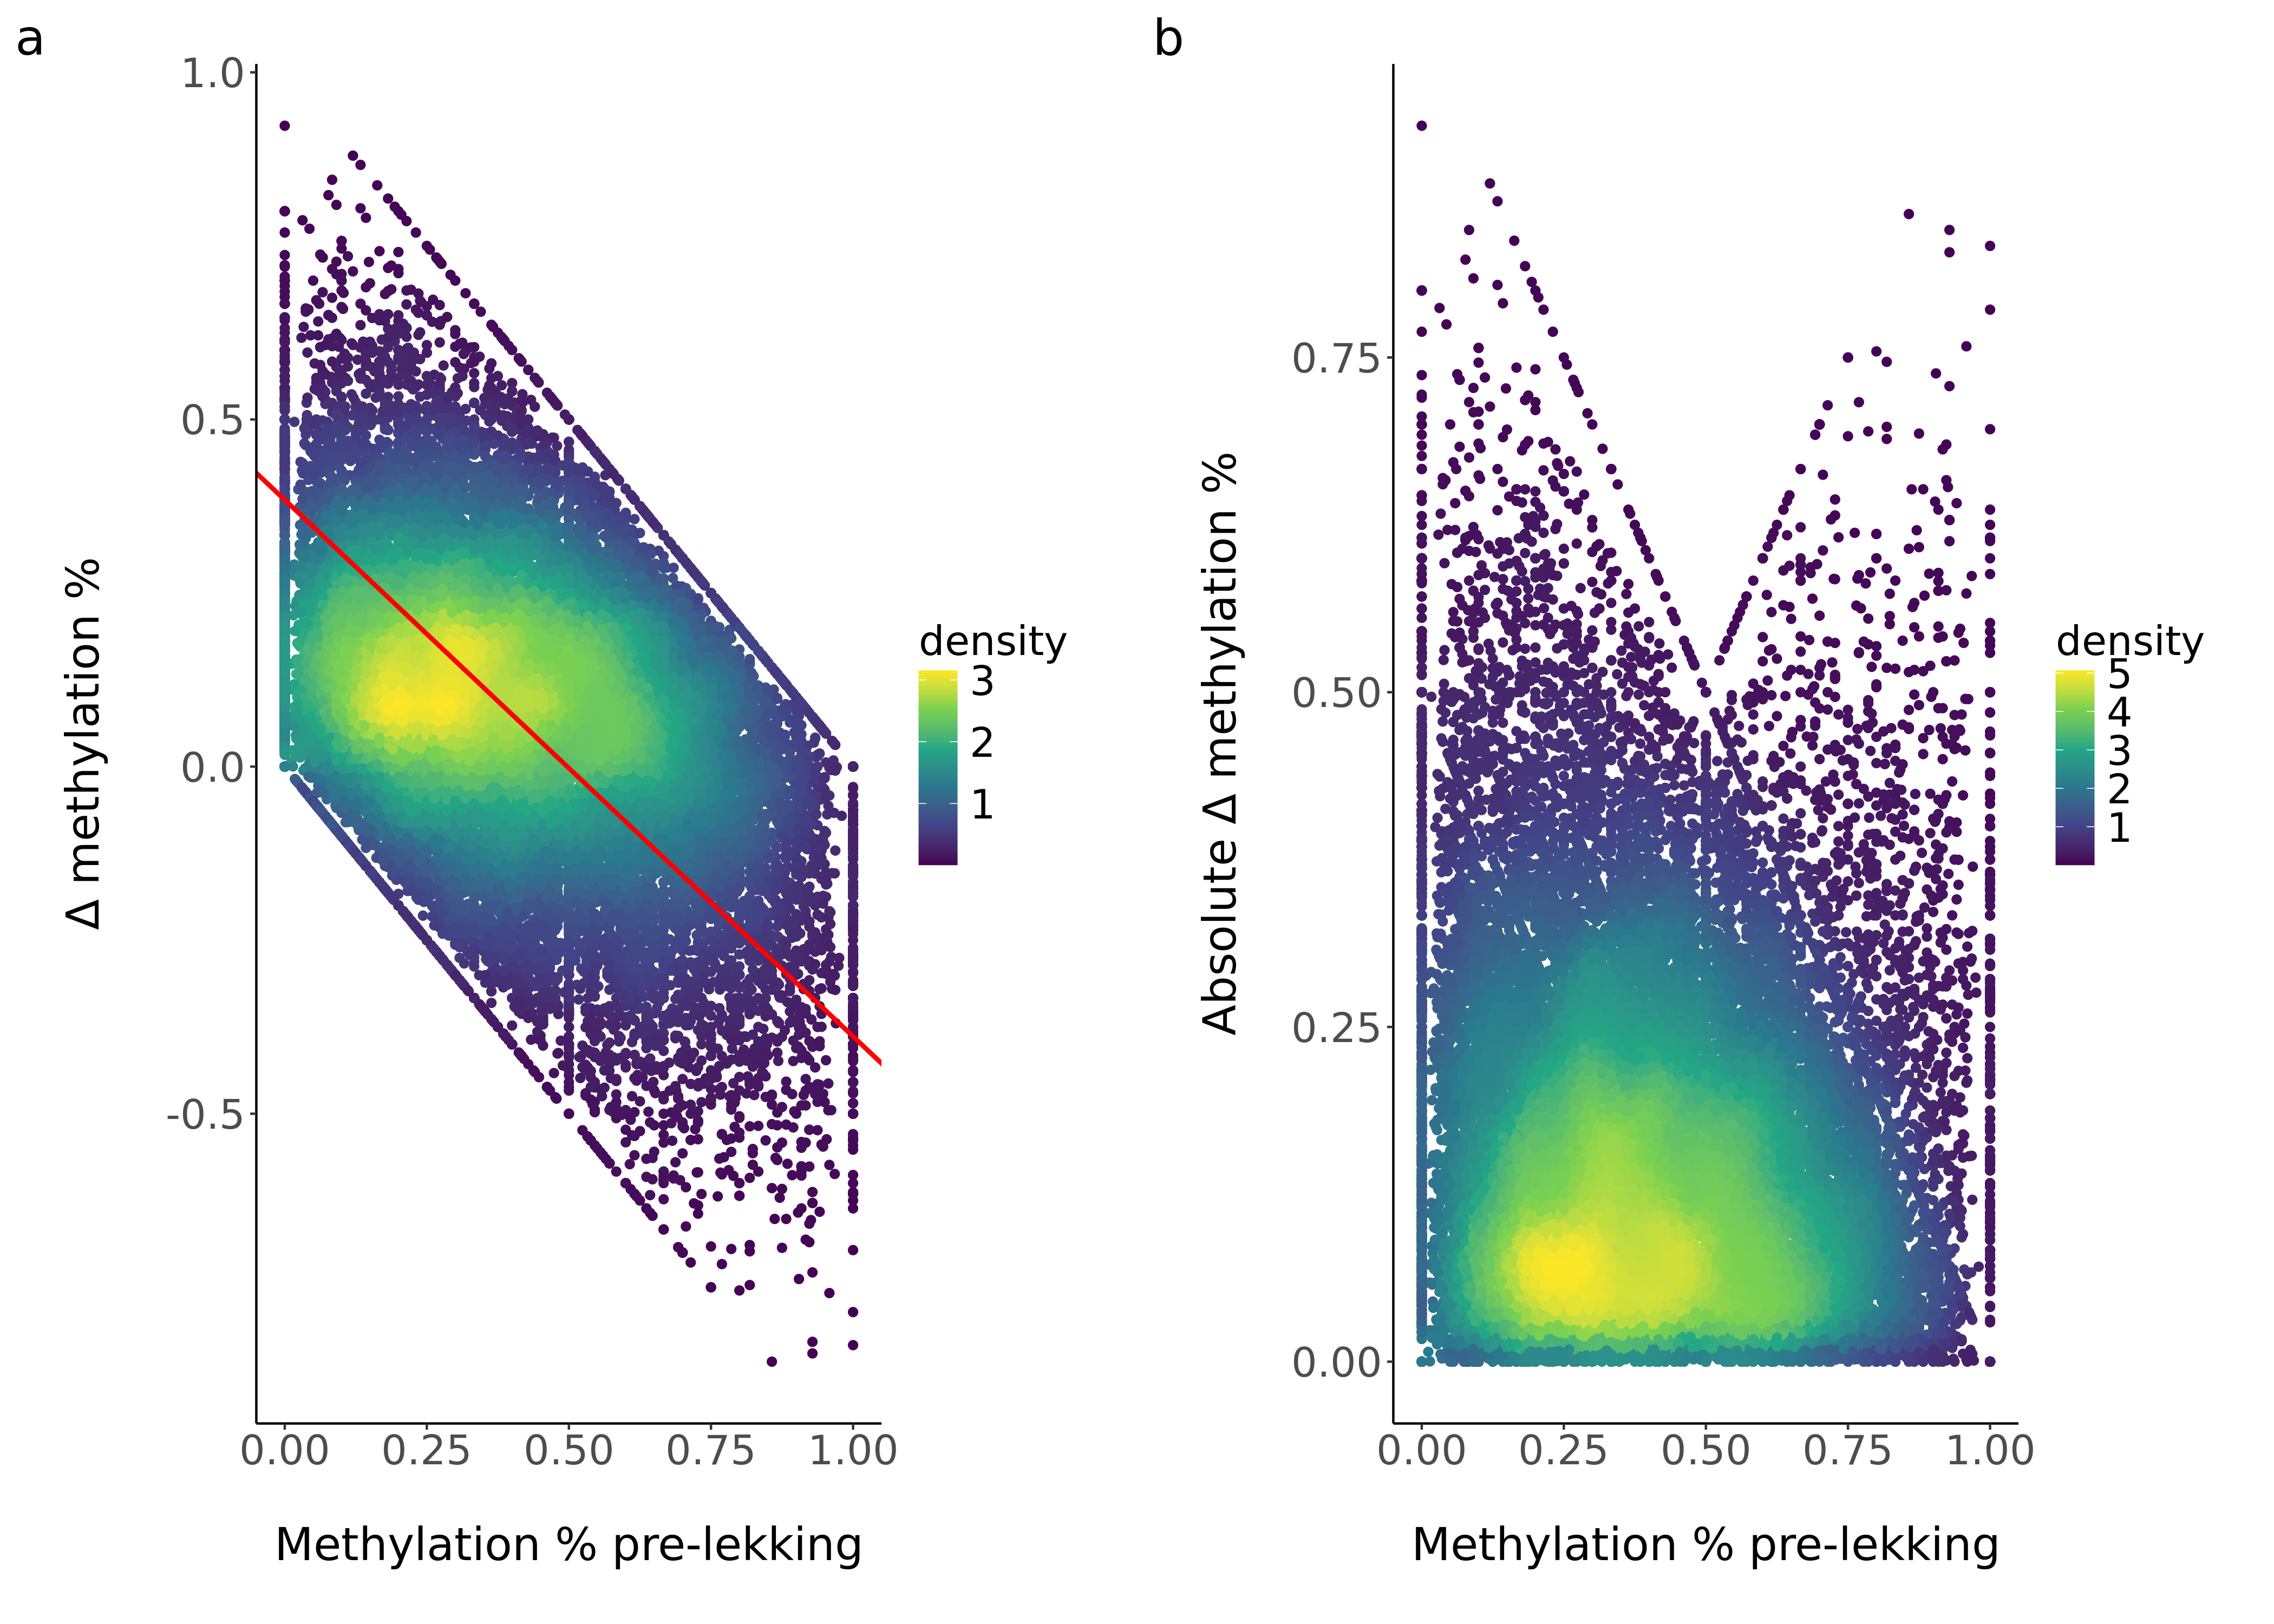 a
1.0
0.5
0.0
-0.5
Δ methylation %
0.00 0.25 0.50 0.75 1.00
Methylation % pre-lekking
density
3
2
1
b
0.75
0.50
0.25
0.00
Absolute Δ methylation %
0.00 0.25 0.50 0.75 1.00
Methylation % pre-lekking
density
5
4
3
2
1